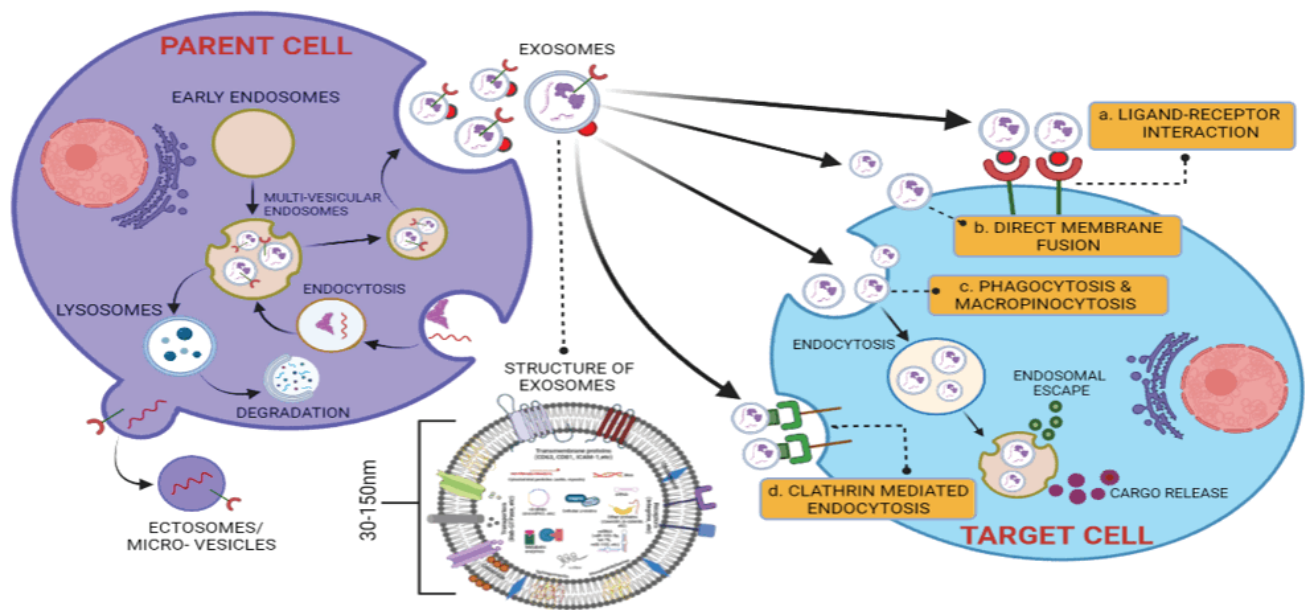 PARENT CELL
EARLY ENDOSOMES
MULTI-VESICULAR
ENDOSOMES
LYSOSOMES
ENDOCYTOSIS
DEGRADATION
ECTOSOMES/
MICRO- VESICLES
EXOSOMES
STRUCTURE OF
EXOSOMES
30-150nm
Transmembrane proteins
a. LIGAND-RECEPTOR
INTERACTION
b. DIRECT MEMBRANE
FUSION
c. PHAGOCYTOSIS &
MACROPINOCYTOSIS
ENDOCYTOSIS
ENDOSOMAL
ESCAPE
CARGO RELEASE
d. CLATHRIN MEDIATED
ENDOCYTOSIS
TARGET CELL